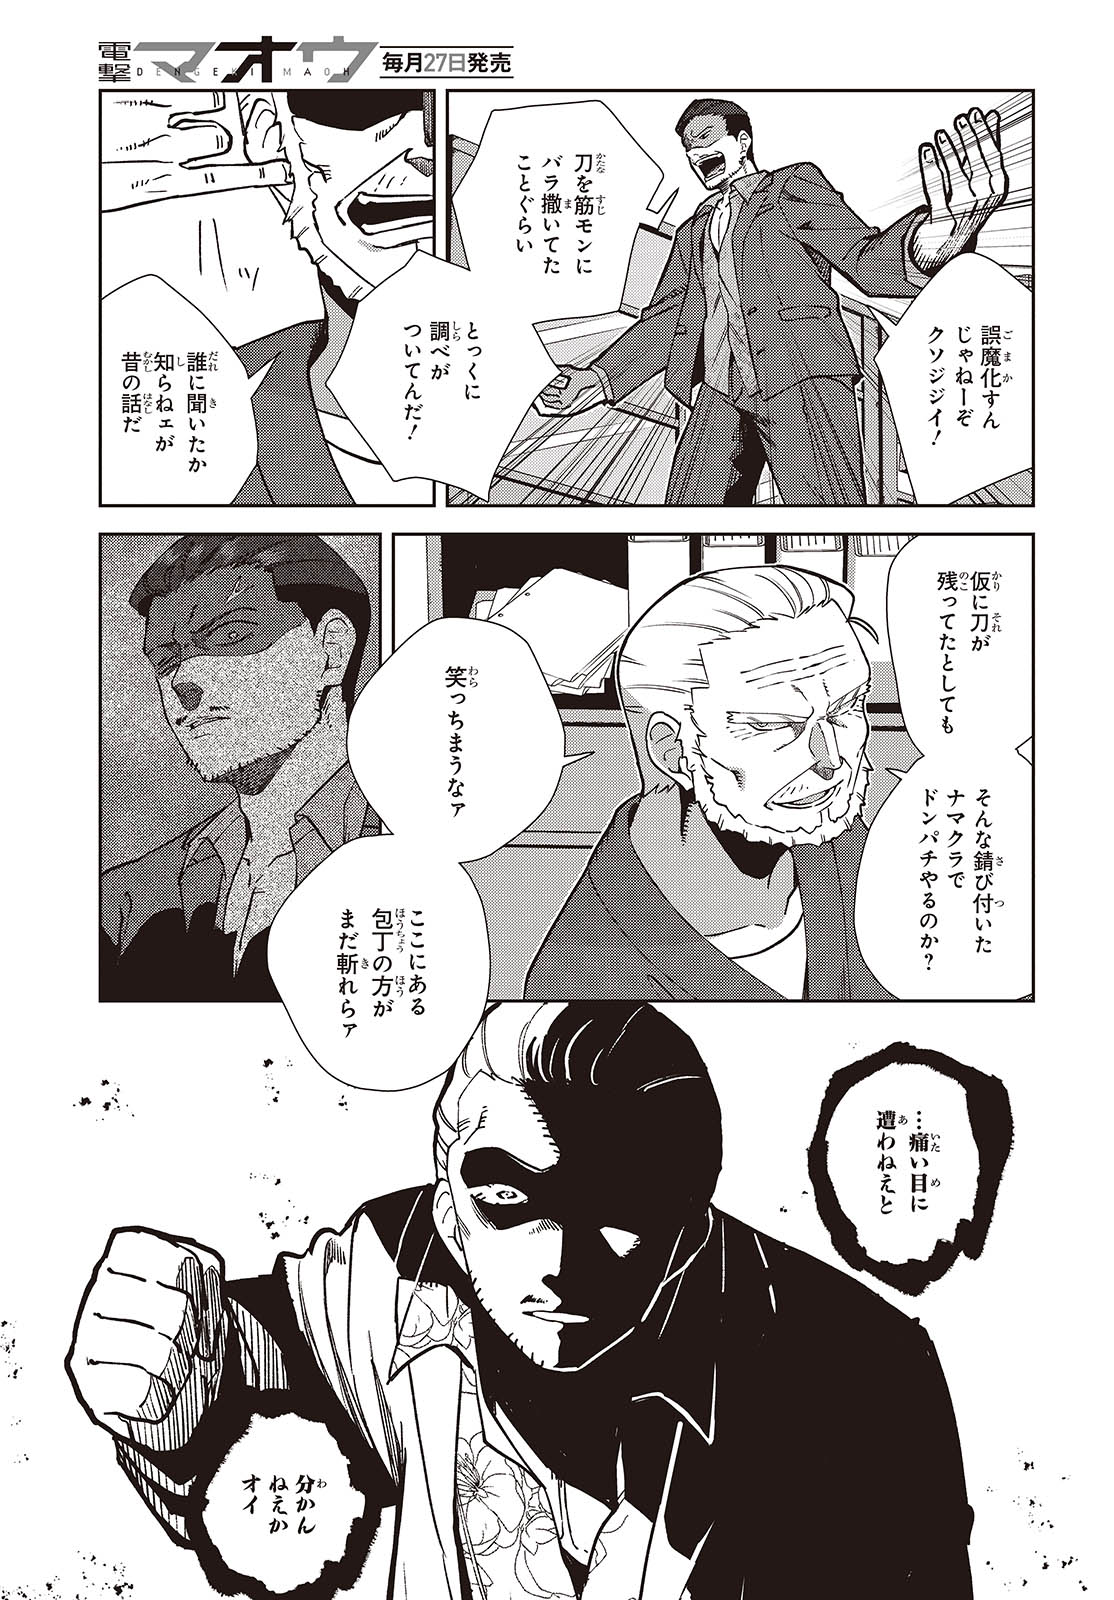 電撃マオウ
DENGEKI MAOH
毎月27日発売
誤魔化すん
じゃねーぞ
クソジジイ!
刀を筋モンに
バラ撒いてた
ことぐらい
とっくに
調べが
ついてんだ!
誰に聞いたか
知らねェが
昔の話だ
仮に刀が
残ってたとしても
そんな錆び付いた
ナマクラで
ドンパチやるのか?
笑っちまうなァ
ここにある
包丁の方が
まだ斬れらァ
…痛い目に
遭わねえと
分かん
ねえか
オイ